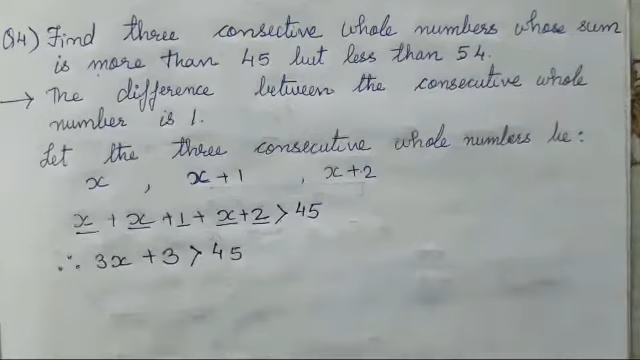 Q4) Find three consective whole numbers whose sum
is more than 45 but less than 54.
→ The difference between the consecutive whole
number is 1.
Let the three consecutive whole numbers be:
x , x+1 , x+2
x + x + 1 + x + 2 > 45
∴ 3x + 3 > 45